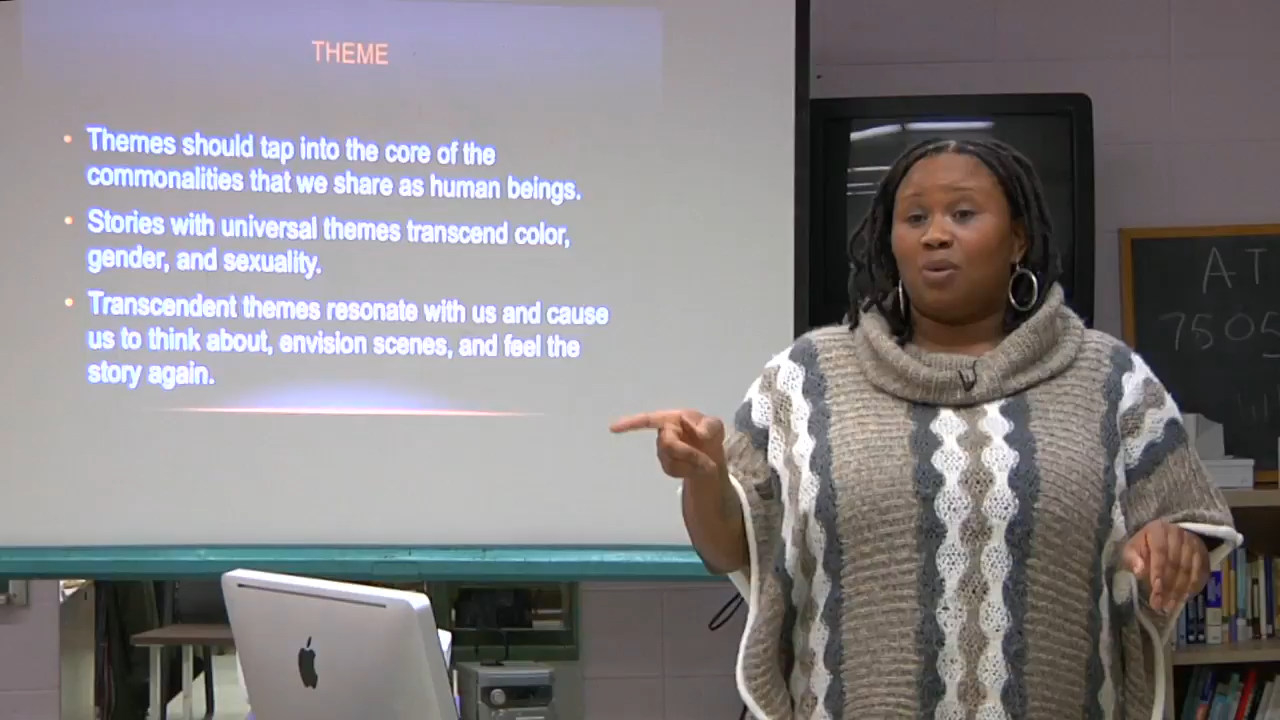 THEME
• Themes should tap into the core of the
commonalities that we share as human beings.
• Stories with universal themes transcend color,
gender, and sexuality.
• Transcendent themes resonate with us and cause
us to think about, envision scenes, and feel the
story again.
AT
7505